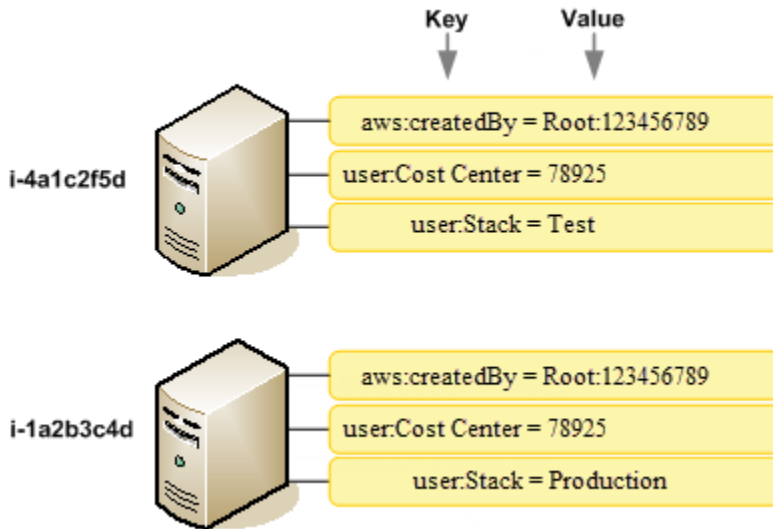 Key Value
aws:createdBy = Root:123456789
i-4a1c2f5d
user:Cost Center = 78925
user:Stack = Test
aws:createdBy = Root:123456789
i-1a2b3c4d
user:Cost Center = 78925
user:Stack = Production